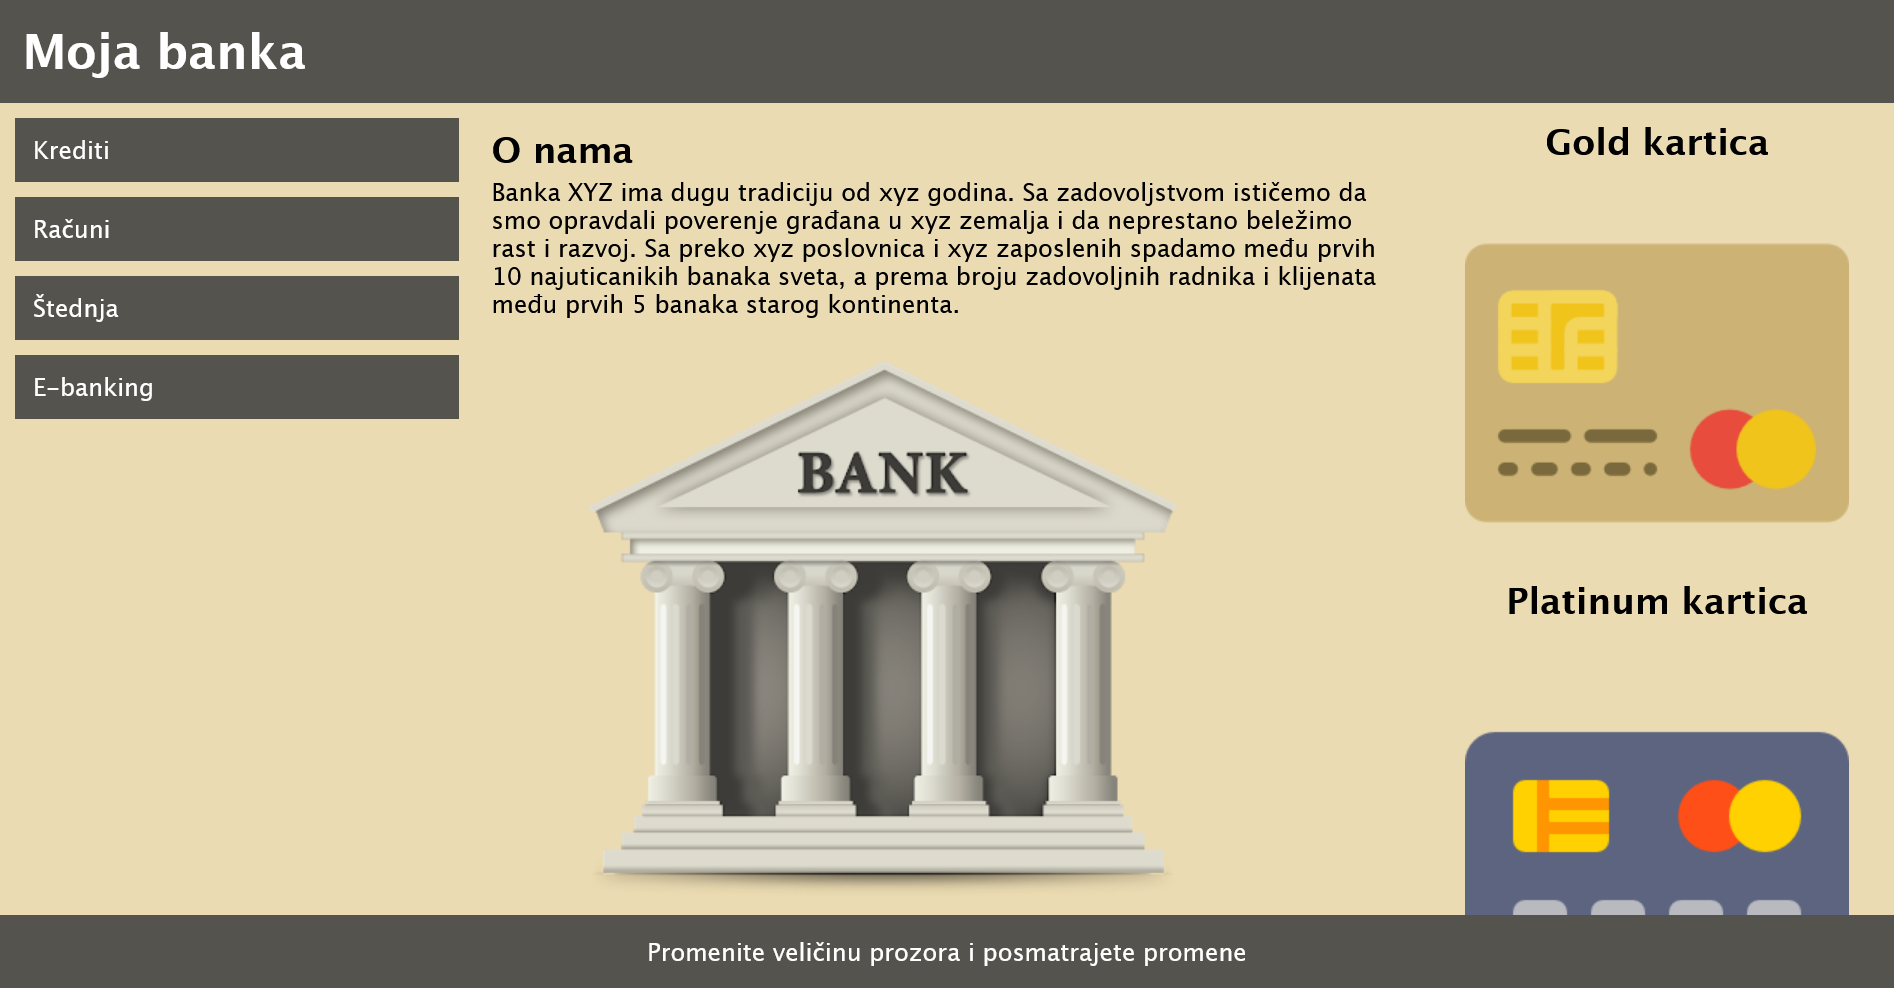 Moja banka
Krediti
Računi
Štednja
E-banking
O nama
Banka XYZ ima dugu tradiciju od xyz godina. Sa zadovoljstvom ističemo da
smo opravdali poverenje građana u xyz zemalja i da neprestano beležimo
rast i razvoj. Sa preko xyz poslovnica i xyz zaposlenih spadamo među prvih
10 najuticanikih banaka sveta, a prema broju zadovoljnih radnika i klijenata
među prvih 5 banaka starog kontinenta.
BANK
Gold kartica
Platinum kartica
Promenite veličinu prozora i posmatrajete promene